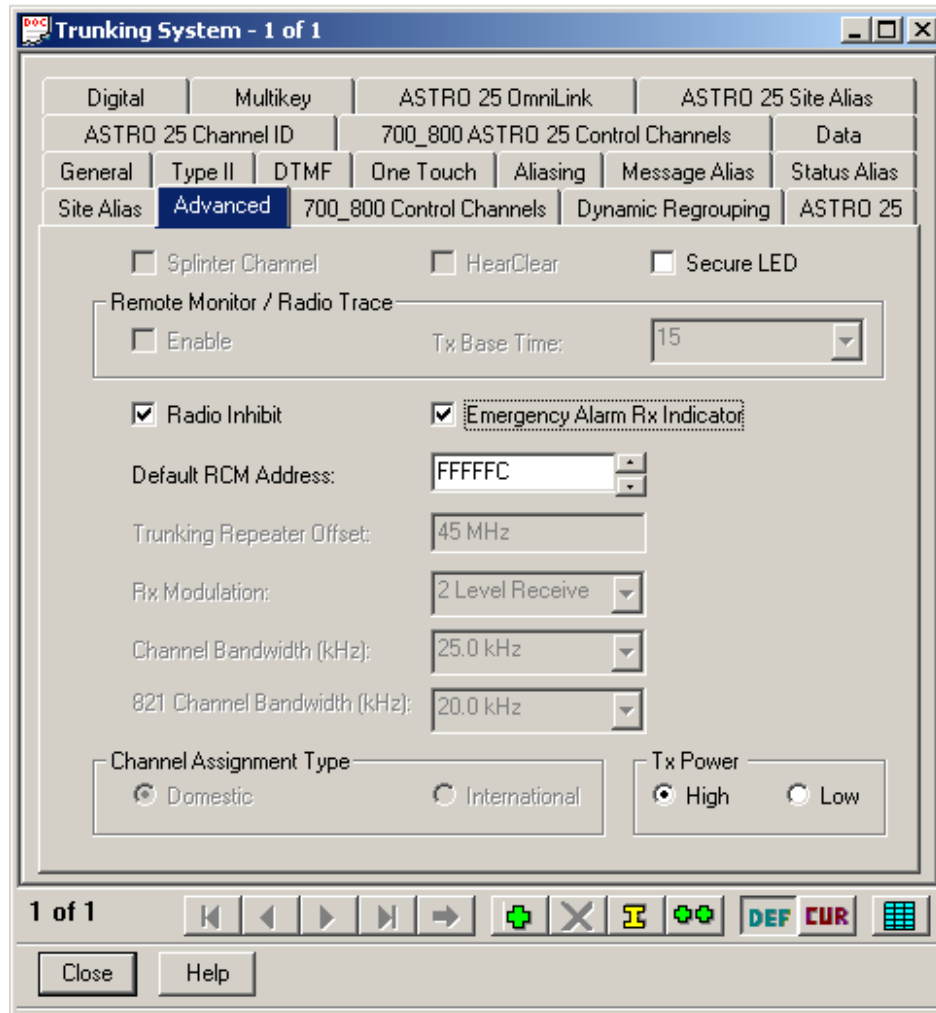 DOC Trunking System - 1 of 1
Digital Multikey ASTRO 25 OmniLink ASTRO 25 Site Alias
ASTRO 25 Channel ID 700_800 ASTRO 25 Control Channels Data
General Type II DTMF One Touch Aliasing Message Alias Status Alias
Site Alias Advanced 700_800 Control Channels Dynamic Regrouping ASTRO 25
Splinter Channel HearClear Secure LED
Remote Monitor / Radio Trace
Enable Tx Base Time: 15
Radio Inhibit Emergency Alarm Rx Indicator
Default RCM Address: FFFFFC
Trunking Repeater Offset: 45 MHz
Rx Modulation: 2 Level Receive
Channel Bandwidth (kHz): 25.0 kHz
821 Channel Bandwidth (kHz): 20.0 kHz
Channel Assignment Type Tx Power
Domestic International High Low
1 of 1 DEF CUR
Close Help